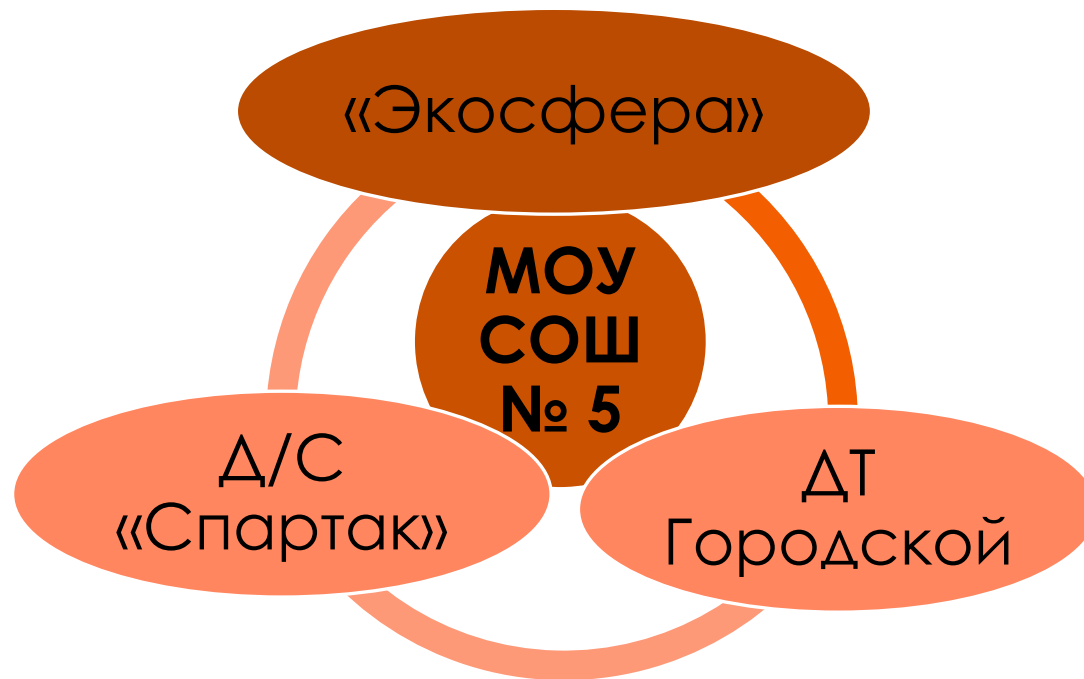 «Экосфера»
МОУ
СОШ
№ 5
Д/С
«Спартак»
ДТ
Городской